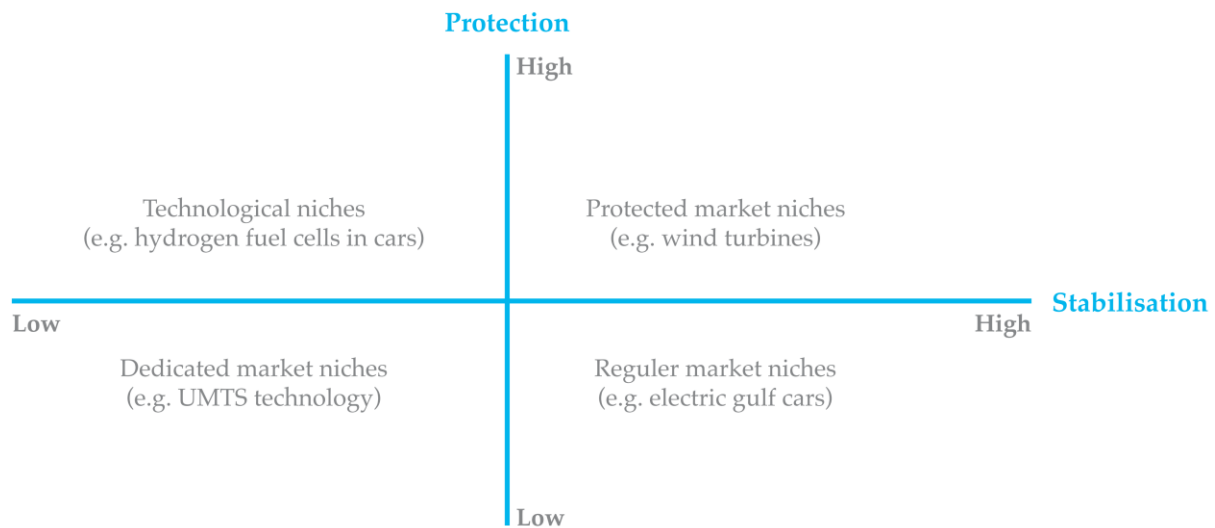 Protection
High
Technological niches
(e.g. hydrogen fuel cells in cars)
Protected market niches
(e.g. wind turbines)
Stabilisation
Low
High
Dedicated market niches
(e.g. UMTS technology)
Reguler market niches
(e.g. electric gulf cars)
Low